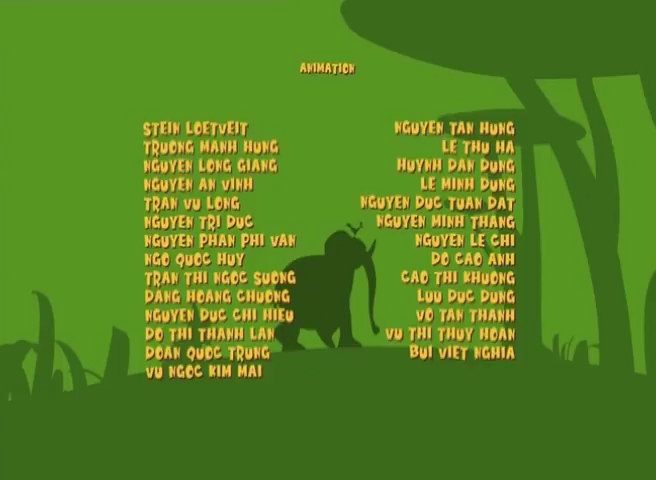 ANIMATION
STEIN LOETVEIT
TRUONG MANH HUNG
NGUYEN LONG GIANG
NGUYEN AN VINH
TRAN VU LONG
NGUYEN TRI DUC
NGUYEN PHAN PHI VAN
NGO QUOC HUY
TRAN THI NGOC SUONG
DANG HOANG CHUONG
NGUYEN DUC CHI HIEU
DO THI THANH LAN
DOAN QUOC TRUNG
VU NGOC KIM MAI
NGUYEN TAN HUNG
LE THU HA
HUYNH DAN DUNG
LE MINH DUNG
NGUYEN DUC TUAN DAT
NGUYEN MINH THANG
NGUYEN LE CHI
DO CAO ANH
CAO THI KHUONG
LUU DUC DUNG
VO TAN THANH
VU THI THUY HOAN
BUI VIET NGHIA